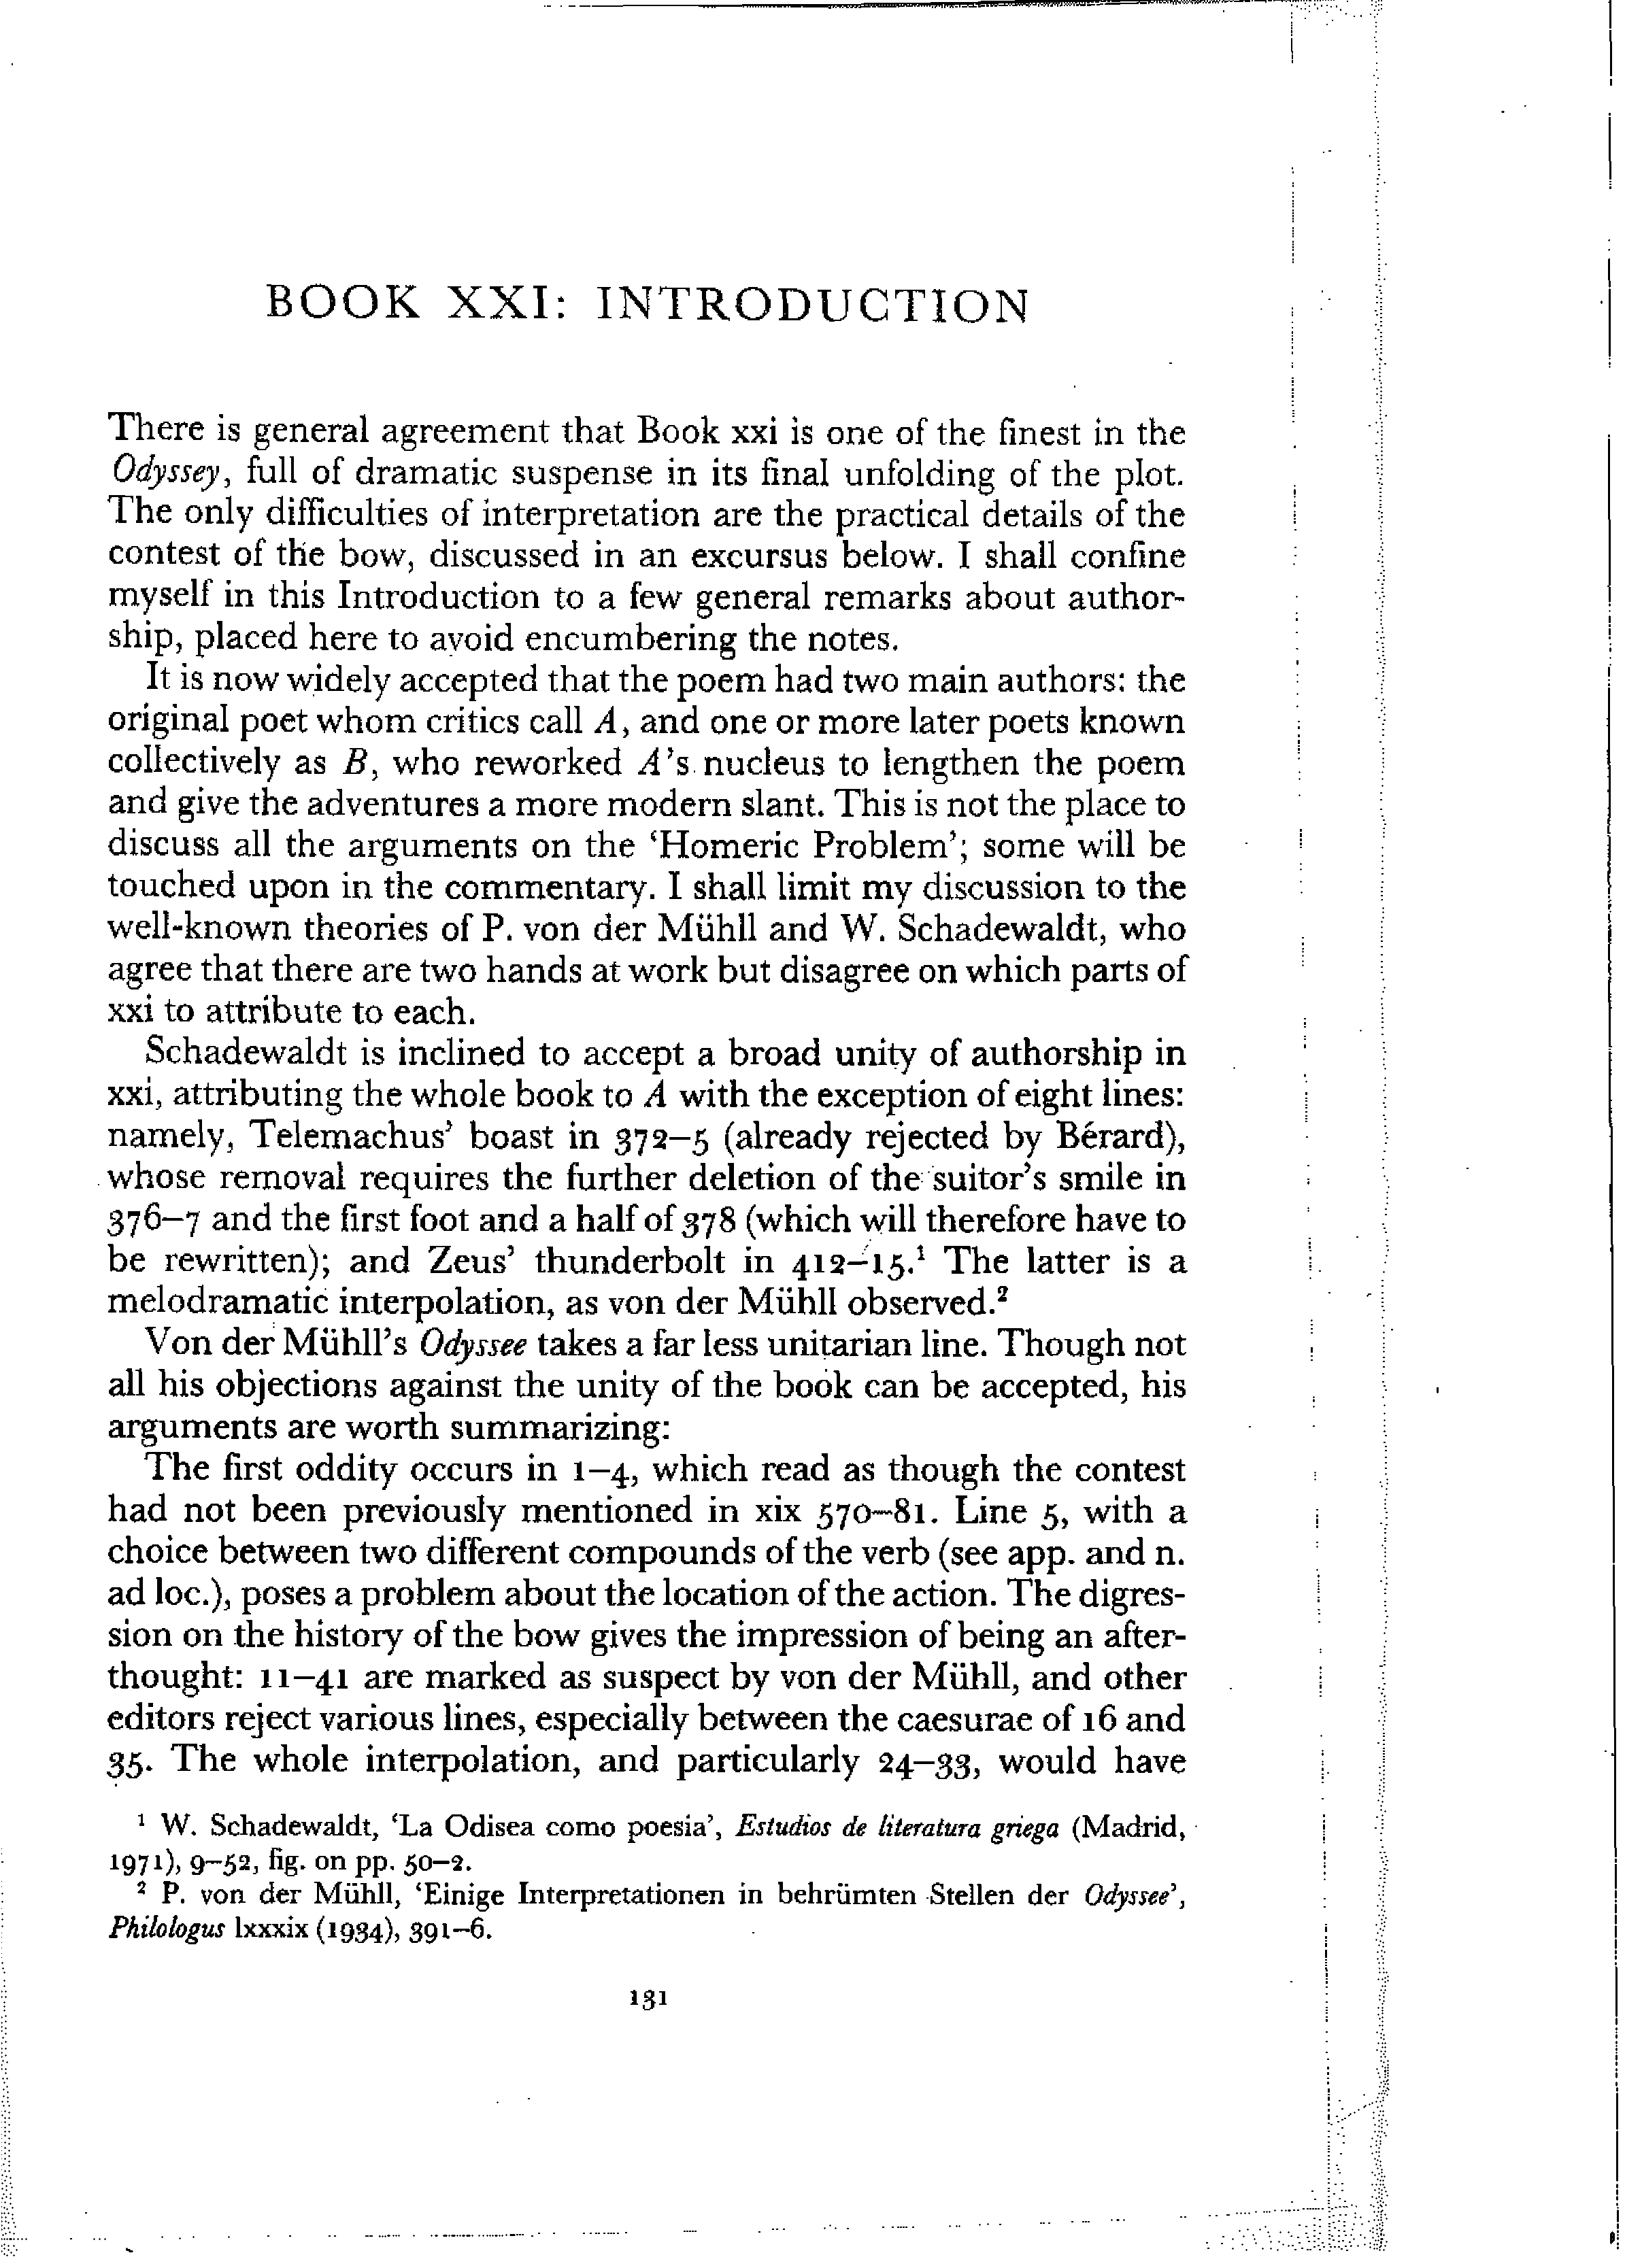 BOOK XXI: INTRODUCTION
There is general agreement that Book xxi is one of the finest in the
Odyssey, full of dramatic suspense in its final unfolding of the plot.
The only difficulties of interpretation are the practical details of the
contest of the bow, discussed in an excursus below. I shall confine
myself in this Introduction to a few general remarks about author-
ship, placed here to avoid encumbering the notes.
It is now widely accepted that the poem had two main authors: the
original poet whom critics call A, and one or more later poets known
collectively as B, who reworked A's nucleus to lengthen the poem
and give the adventures a more modern slant. This is not the place to
discuss all the arguments on the ‘Homeric Problem’; some will be
touched upon in the commentary. I shall limit my discussion to the
well-known theories of P. von der Mühll and W. Schadewaldt, who
agree that there are two hands at work but disagree on which parts of
xxi to attribute to each.
Schadewaldt is inclined to accept a broad unity of authorship in
xxi, attributing the whole book to A with the exception of eight lines:
namely, Telemachus’ boast in 372–5 (already rejected by Bérard),
whose removal requires the further deletion of the suitor's smile in
376–7 and the first foot and a half of 378 (which will therefore have to
be rewritten); and Zeus’ thunderbolt in 412–15.¹ The latter is a
melodramatic interpolation, as von der Mühll observed.²
Von der Mühll's Odyssee takes a far less unitarian line. Though not
all his objections against the unity of the book can be accepted, his
arguments are worth summarizing:
The first oddity occurs in 1–4, which read as though the contest
had not been previously mentioned in xix 570–81. Line 5, with a
choice between two different compounds of the verb (see app. and n.
ad loc.), poses a problem about the location of the action. The digres-
sion on the history of the bow gives the impression of being an after-
thought: 11–41 are marked as suspect by von der Mühll, and other
editors reject various lines, especially between the caesurae of 16 and
35. The whole interpolation, and particularly 24–33, would have
¹ W. Schadewaldt, ‘La Odisea como poesia’, Estudios de literatura griega (Madrid,
1971), 9–52, fig. on pp. 50–2.
² P. von der Mühll, ‘Einige Interpretationen in behrümten Stellen der Odyssee’,
Philologus lxxxix (1934), 391–6.
131